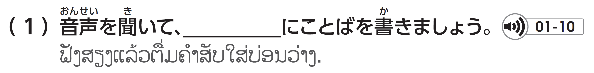 (1) 音声を聞いて、＿＿＿＿＿にことばを書きましょう。 01-10
ຟັງສຽງແລ້ວຕື່ມຄຳສັບໃສ່ບ່ອນວ່າງ.